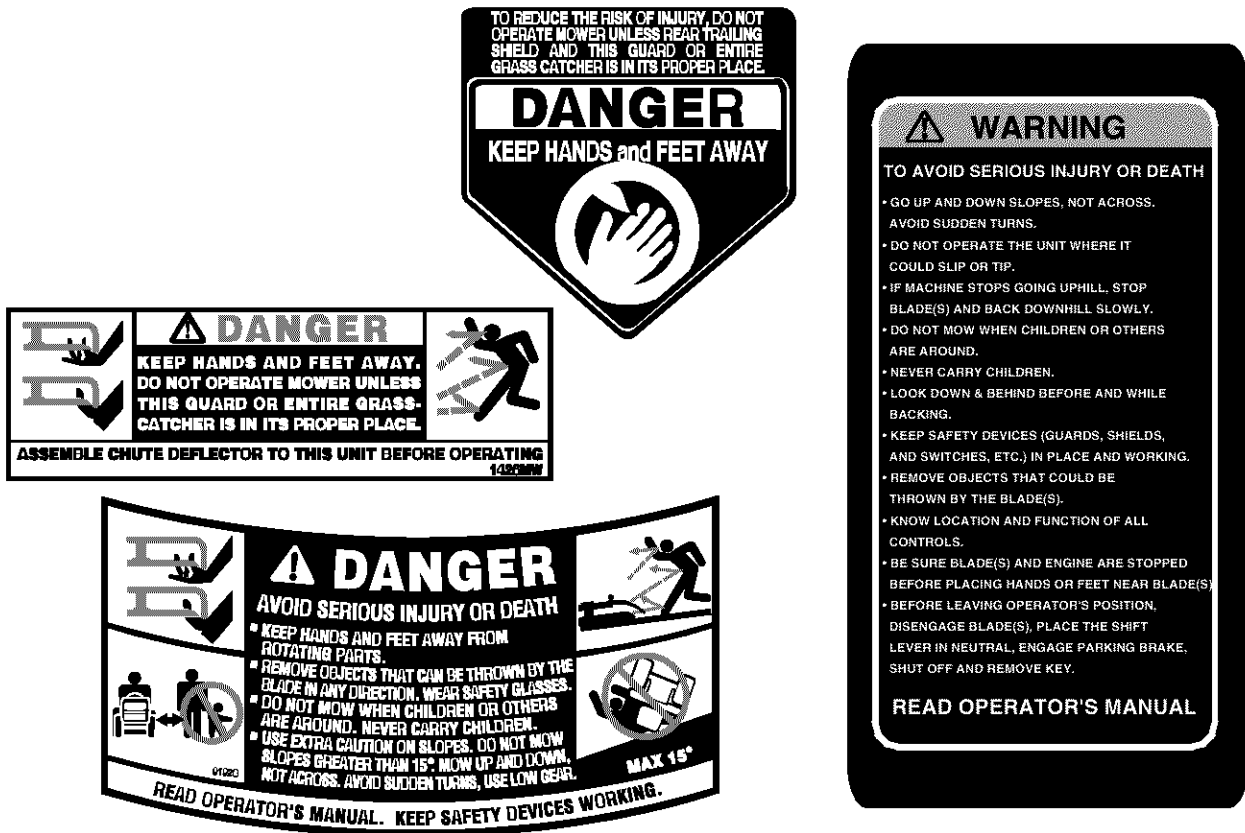 TO REDUCE THE RISK OF INJURY, DO NOT
OPERATE MOWER UNLESS REAR TRAILING
SHIELD AND THIS GUARD OR ENTIRE
GRASS CATCHER IS IN ITS PROPER PLACE.
DANGER
KEEP HANDS and FEET AWAY
DANGER
KEEP HANDS AND FEET AWAY.
DO NOT OPERATE MOWER UNLESS
THIS GUARD OR ENTIRE GRASS-
CATCHER IS IN ITS PROPER PLACE.
ASSEMBLE CHUTE DEFLECTOR TO THIS UNIT BEFORE OPERATING
DANGER
AVOID SERIOUS INJURY OR DEATH
▪ KEEP HANDS AND FEET AWAY FROM
ROTATING PARTS.
▪ REMOVE OBJECTS THAT CAN BE THROWN BY THE
BLADE IN ANY DIRECTION. WEAR SAFETY GLASSES.
▪ DO NOT MOW WHEN CHILDREN OR OTHERS
ARE AROUND. NEVER CARRY CHILDREN.
▪ USE EXTRA CAUTION ON SLOPES. DO NOT MOW
SLOPES GREATER THAN 15°. MOW UP AND DOWN,
NOT ACROSS. AVOID SUDDEN TURNS, USE LOW GEAR.
MAX 15°
READ OPERATOR'S MANUAL. KEEP SAFETY DEVICES WORKING.
WARNING
TO AVOID SERIOUS INJURY OR DEATH
• GO UP AND DOWN SLOPES, NOT ACROSS.
AVOID SUDDEN TURNS.
• DO NOT OPERATE THE UNIT WHERE IT
COULD SLIP OR TIP.
• IF MACHINE STOPS GOING UPHILL, STOP
BLADE(S) AND BACK DOWNHILL SLOWLY.
• DO NOT MOW WHEN CHILDREN OR OTHERS
ARE AROUND.
• NEVER CARRY CHILDREN.
• LOOK DOWN & BEHIND BEFORE AND WHILE
BACKING.
• KEEP SAFETY DEVICES (GUARDS, SHIELDS,
AND SWITCHES, ETC.) IN PLACE AND WORKING.
• REMOVE OBJECTS THAT COULD BE
THROWN BY THE BLADE(S).
• KNOW LOCATION AND FUNCTION OF ALL
CONTROLS.
• BE SURE BLADE(S) AND ENGINE ARE STOPPED
BEFORE PLACING HANDS OR FEET NEAR BLADE(S)
• BEFORE LEAVING OPERATOR'S POSITION,
DISENGAGE BLADE(S), PLACE THE SHIFT
LEVER IN NEUTRAL, ENGAGE PARKING BRAKE,
SHUT OFF AND REMOVE KEY.
READ OPERATOR'S MANUAL